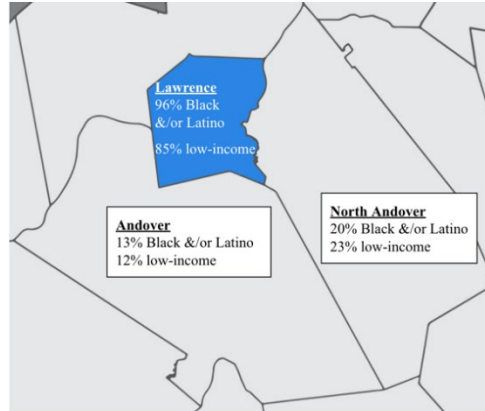 Lawrence
96% Black
&/or Latino
85% low-income
Andover
13% Black &/or Latino
12% low-income
North Andover
20% Black &/or Latino
23% low-income